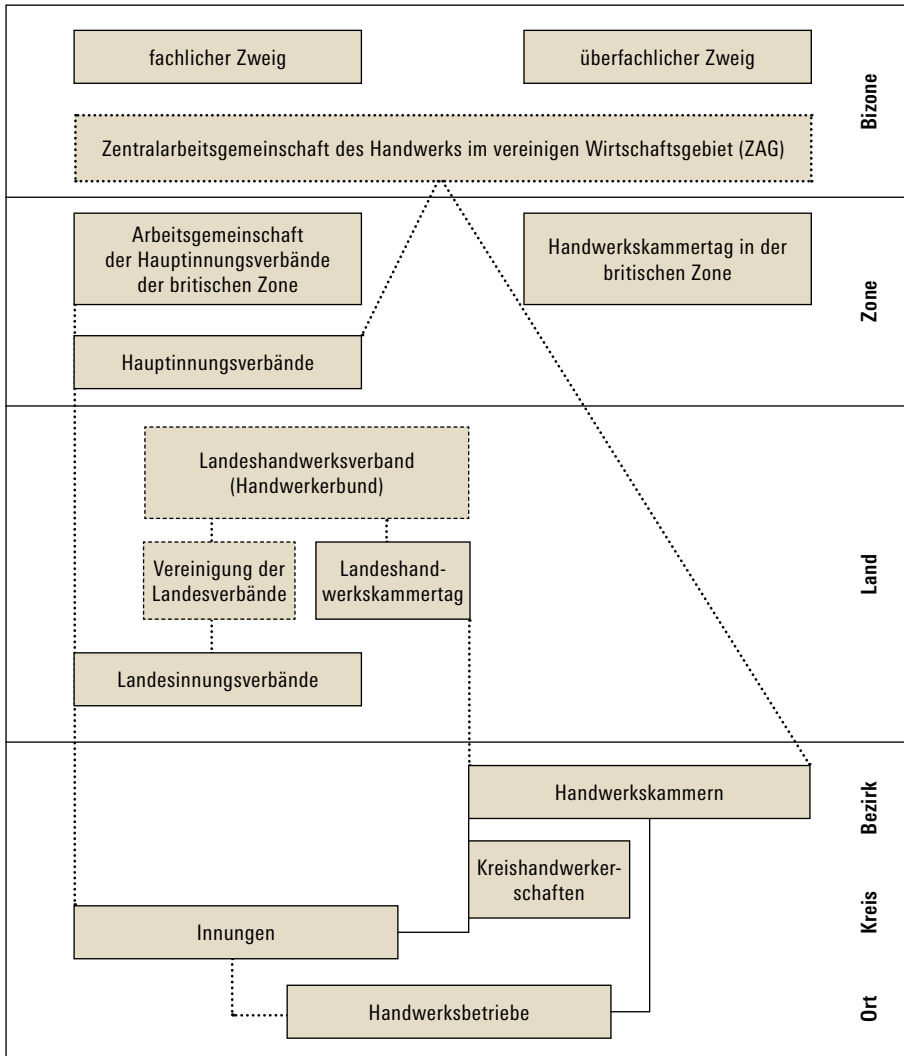 fachlicher Zweig
überfachlicher Zweig
Bizone
Zentralarbeitsgemeinschaft des Handwerks im vereinigen Wirtschaftsgebiet (ZAG)
Arbeitsgemeinschaft
der Hauptinnungsverbände
der britischen Zone
Handwerkskammertag in der
britischen Zone
Zone
Hauptinnungsverbände
Landeshandwerksverband
(Handwerkerbund)
Vereinigung der
Landesverbände
Landeshand-
werkskammertag
Land
Landesinnungsverbände
Handwerkskammern
Bezirk
Kreishandwerker-
schaften
Kreis
Innungen
Handwerksbetriebe
Ort